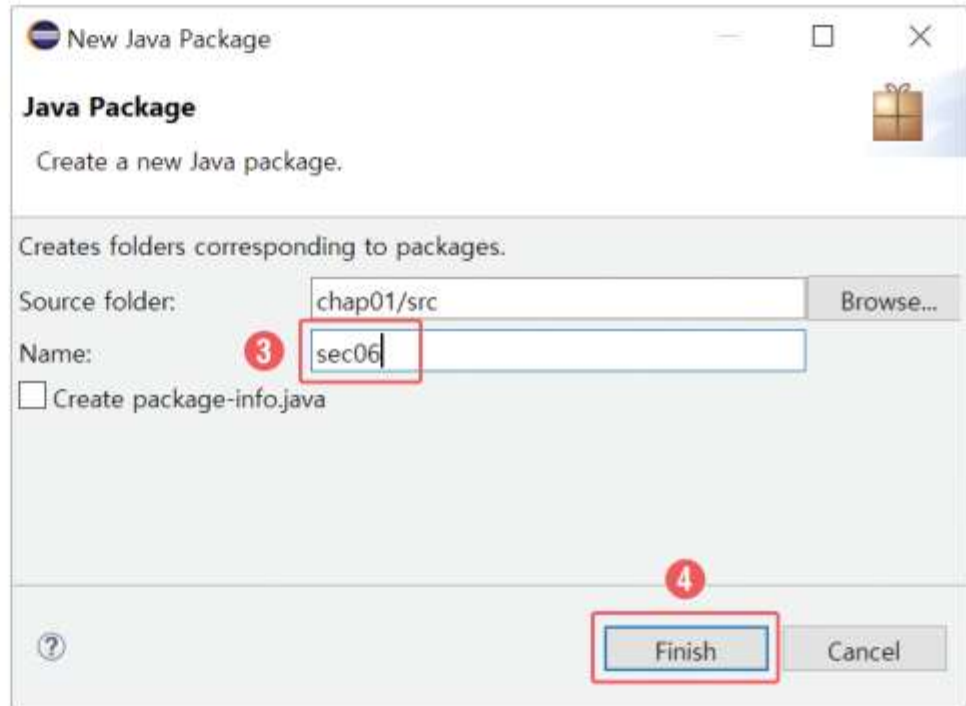 New Java Package
Java Package
Create a new Java package.
Creates folders corresponding to packages.
Source folder: chap01/src Browse...
Name: 3 sec06
Create package-info.java
4
? Finish Cancel